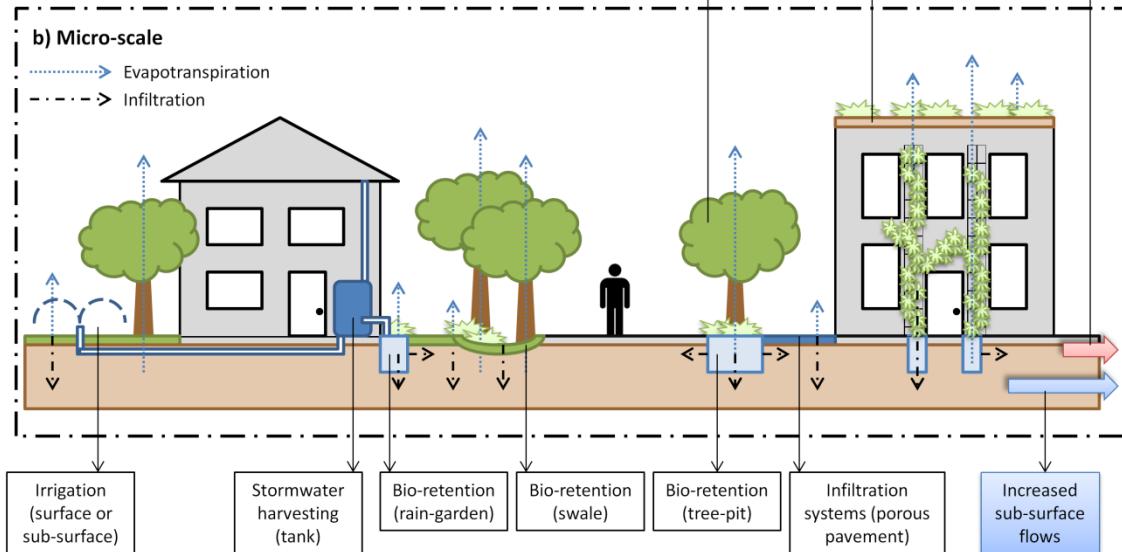 b) Micro-scale
Evapotranspiration
Infiltration
Irrigation
(surface or
sub-surface)
Stormwater
harvesting
(tank)
Bio-retention
(rain-garden)
Bio-retention
(swale)
Bio-retention
(tree-pit)
Infiltration
systems (porous
pavement)
Increased
sub-surface
flows